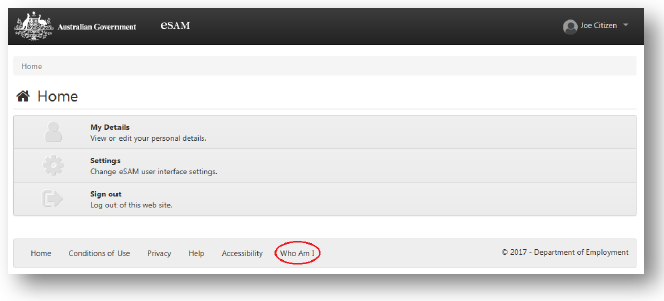 Australian Government eSAM Joe Citizen
Home
Home
My Details
View or edit your personal details.
Settings
Change eSAM user interface settings.
Sign out
Log out of this web site.
Home Conditions of Use Privacy Help Accessibility Who Am I © 2017 - Department of Employment